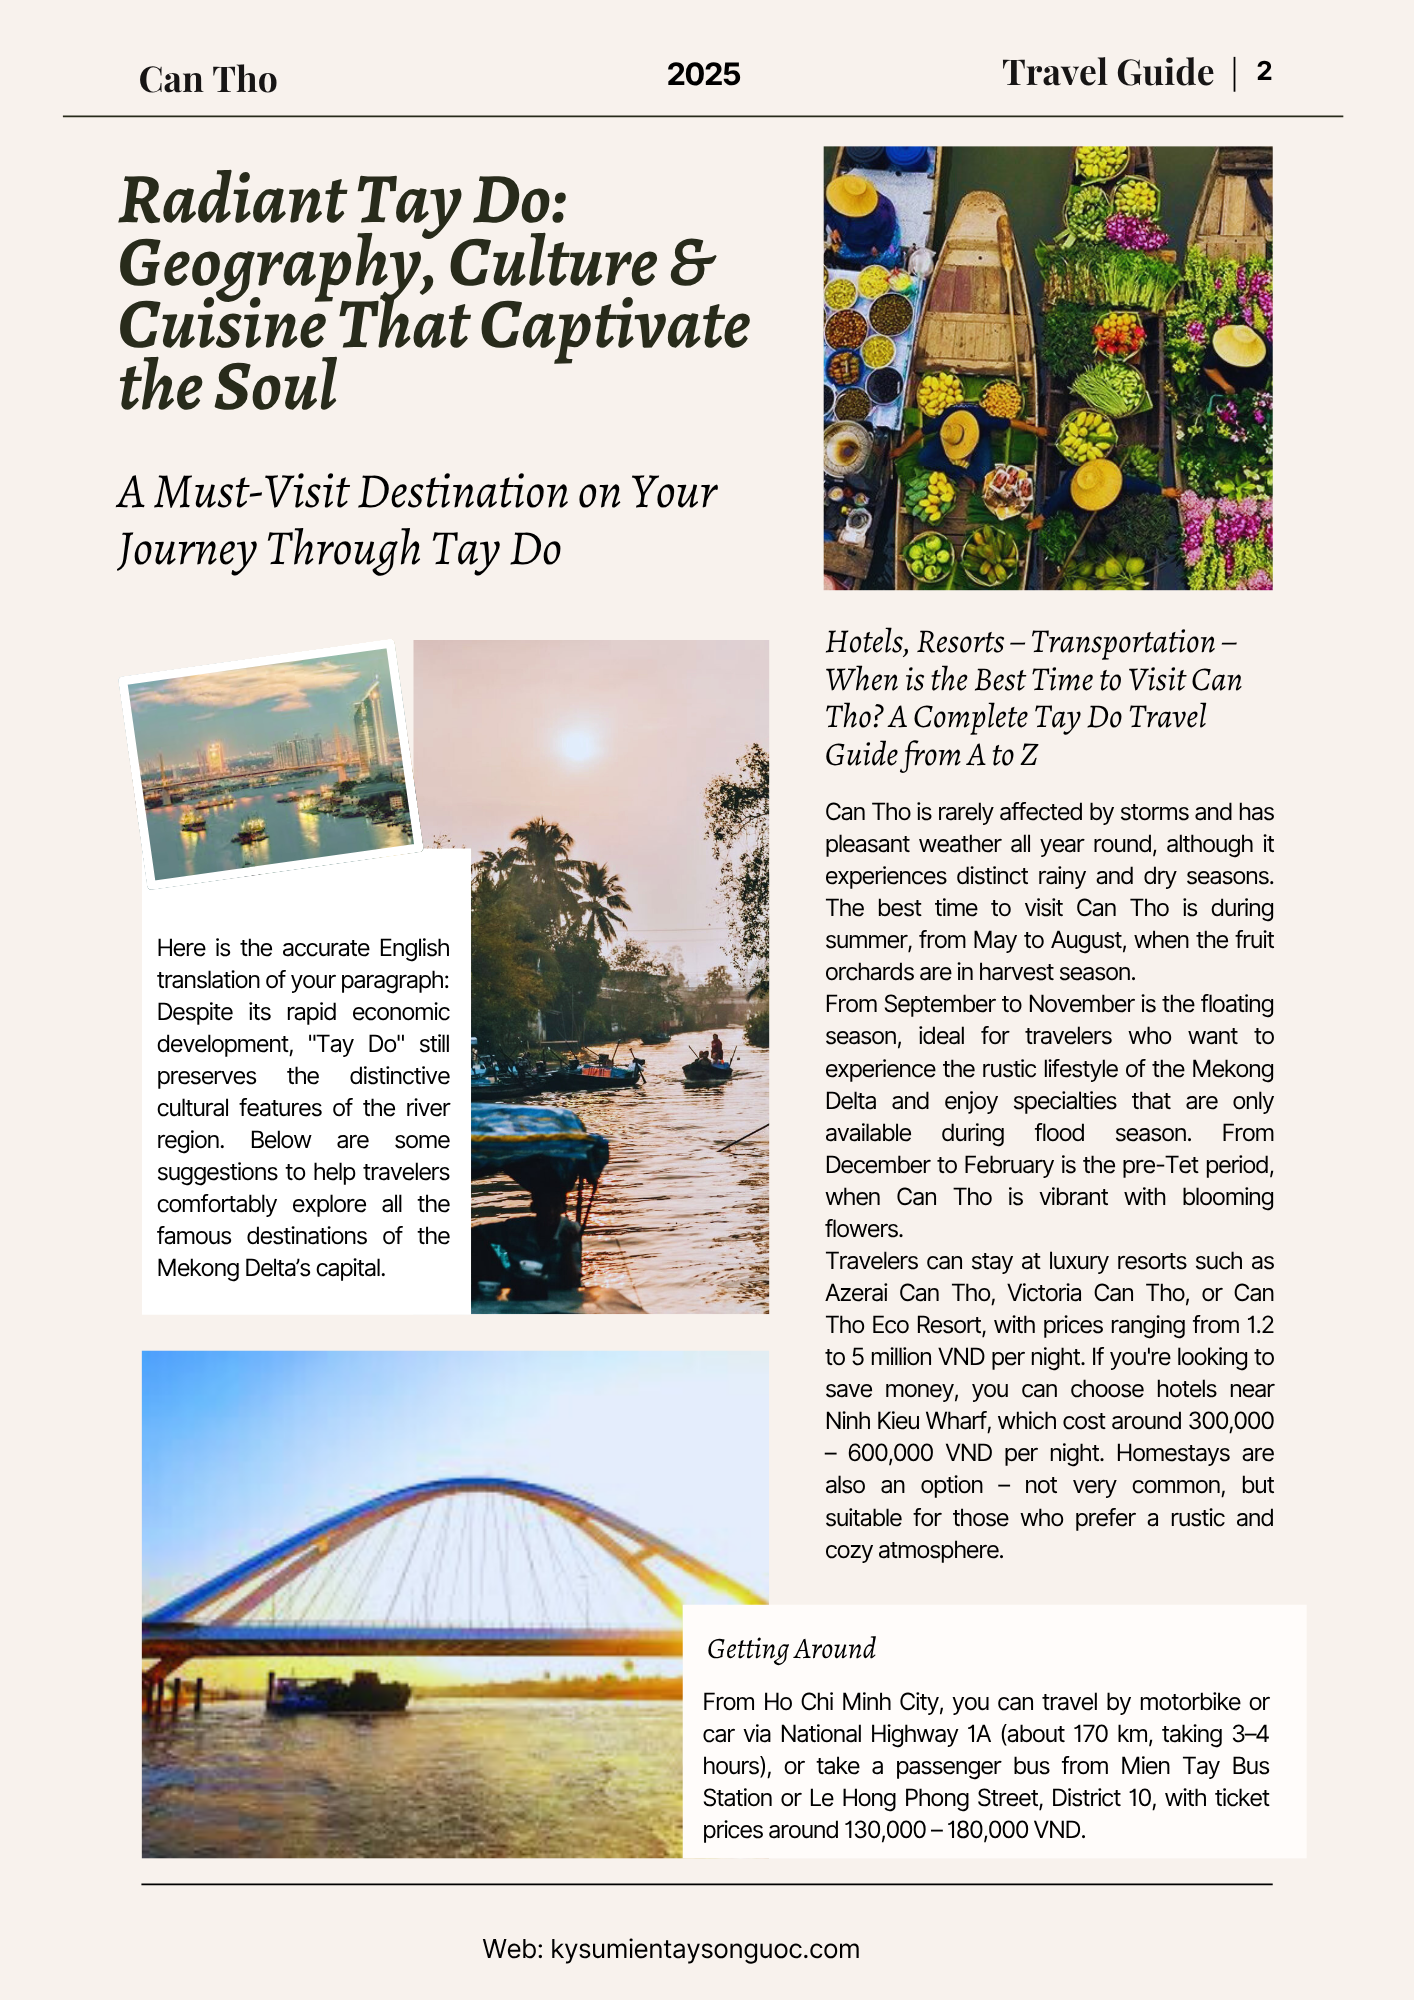 Can Tho
2025
Travel Guide | 2
Radiant Tay Do:
Geography, Culture &
Cuisine That Captivate
the Soul
A Must-Visit Destination on Your
Journey Through Tay Do
Here is the accurate English
translation of your paragraph:
Despite its rapid economic
development, "Tay Do" still
preserves the distinctive
cultural features of the river
region. Below are some
suggestions to help travelers
comfortably explore all the
famous destinations of the
Mekong Delta's capital.
Hotels, Resorts – Transportation –
When is the Best Time to Visit Can
Tho? A Complete Tay Do Travel
Guide from A to Z
Can Tho is rarely affected by storms and has
pleasant weather all year round, although it
experiences distinct rainy and dry seasons.
The best time to visit Can Tho is during
summer, from May to August, when the fruit
orchards are in harvest season.
From September to November is the floating
season, ideal for travelers who want to
experience the rustic lifestyle of the Mekong
Delta and enjoy specialties that are only
available during flood season. From
December to February is the pre-Tet period,
when Can Tho is vibrant with blooming
flowers.
Travelers can stay at luxury resorts such as
Azerai Can Tho, Victoria Can Tho, or Can
Tho Eco Resort, with prices ranging from 1.2
to 5 million VND per night. If you're looking to
save money, you can choose hotels near
Ninh Kieu Wharf, which cost around 300,000
– 600,000 VND per night. Homestays are
also an option – not very common, but
suitable for those who prefer a rustic and
cozy atmosphere.
Getting Around
From Ho Chi Minh City, you can travel by motorbike or
car via National Highway 1A (about 170 km, taking 3–4
hours), or take a passenger bus from Mien Tay Bus
Station or Le Hong Phong Street, District 10, with ticket
prices around 130,000 – 180,000 VND.
Web: kysumientaysonguoc.com